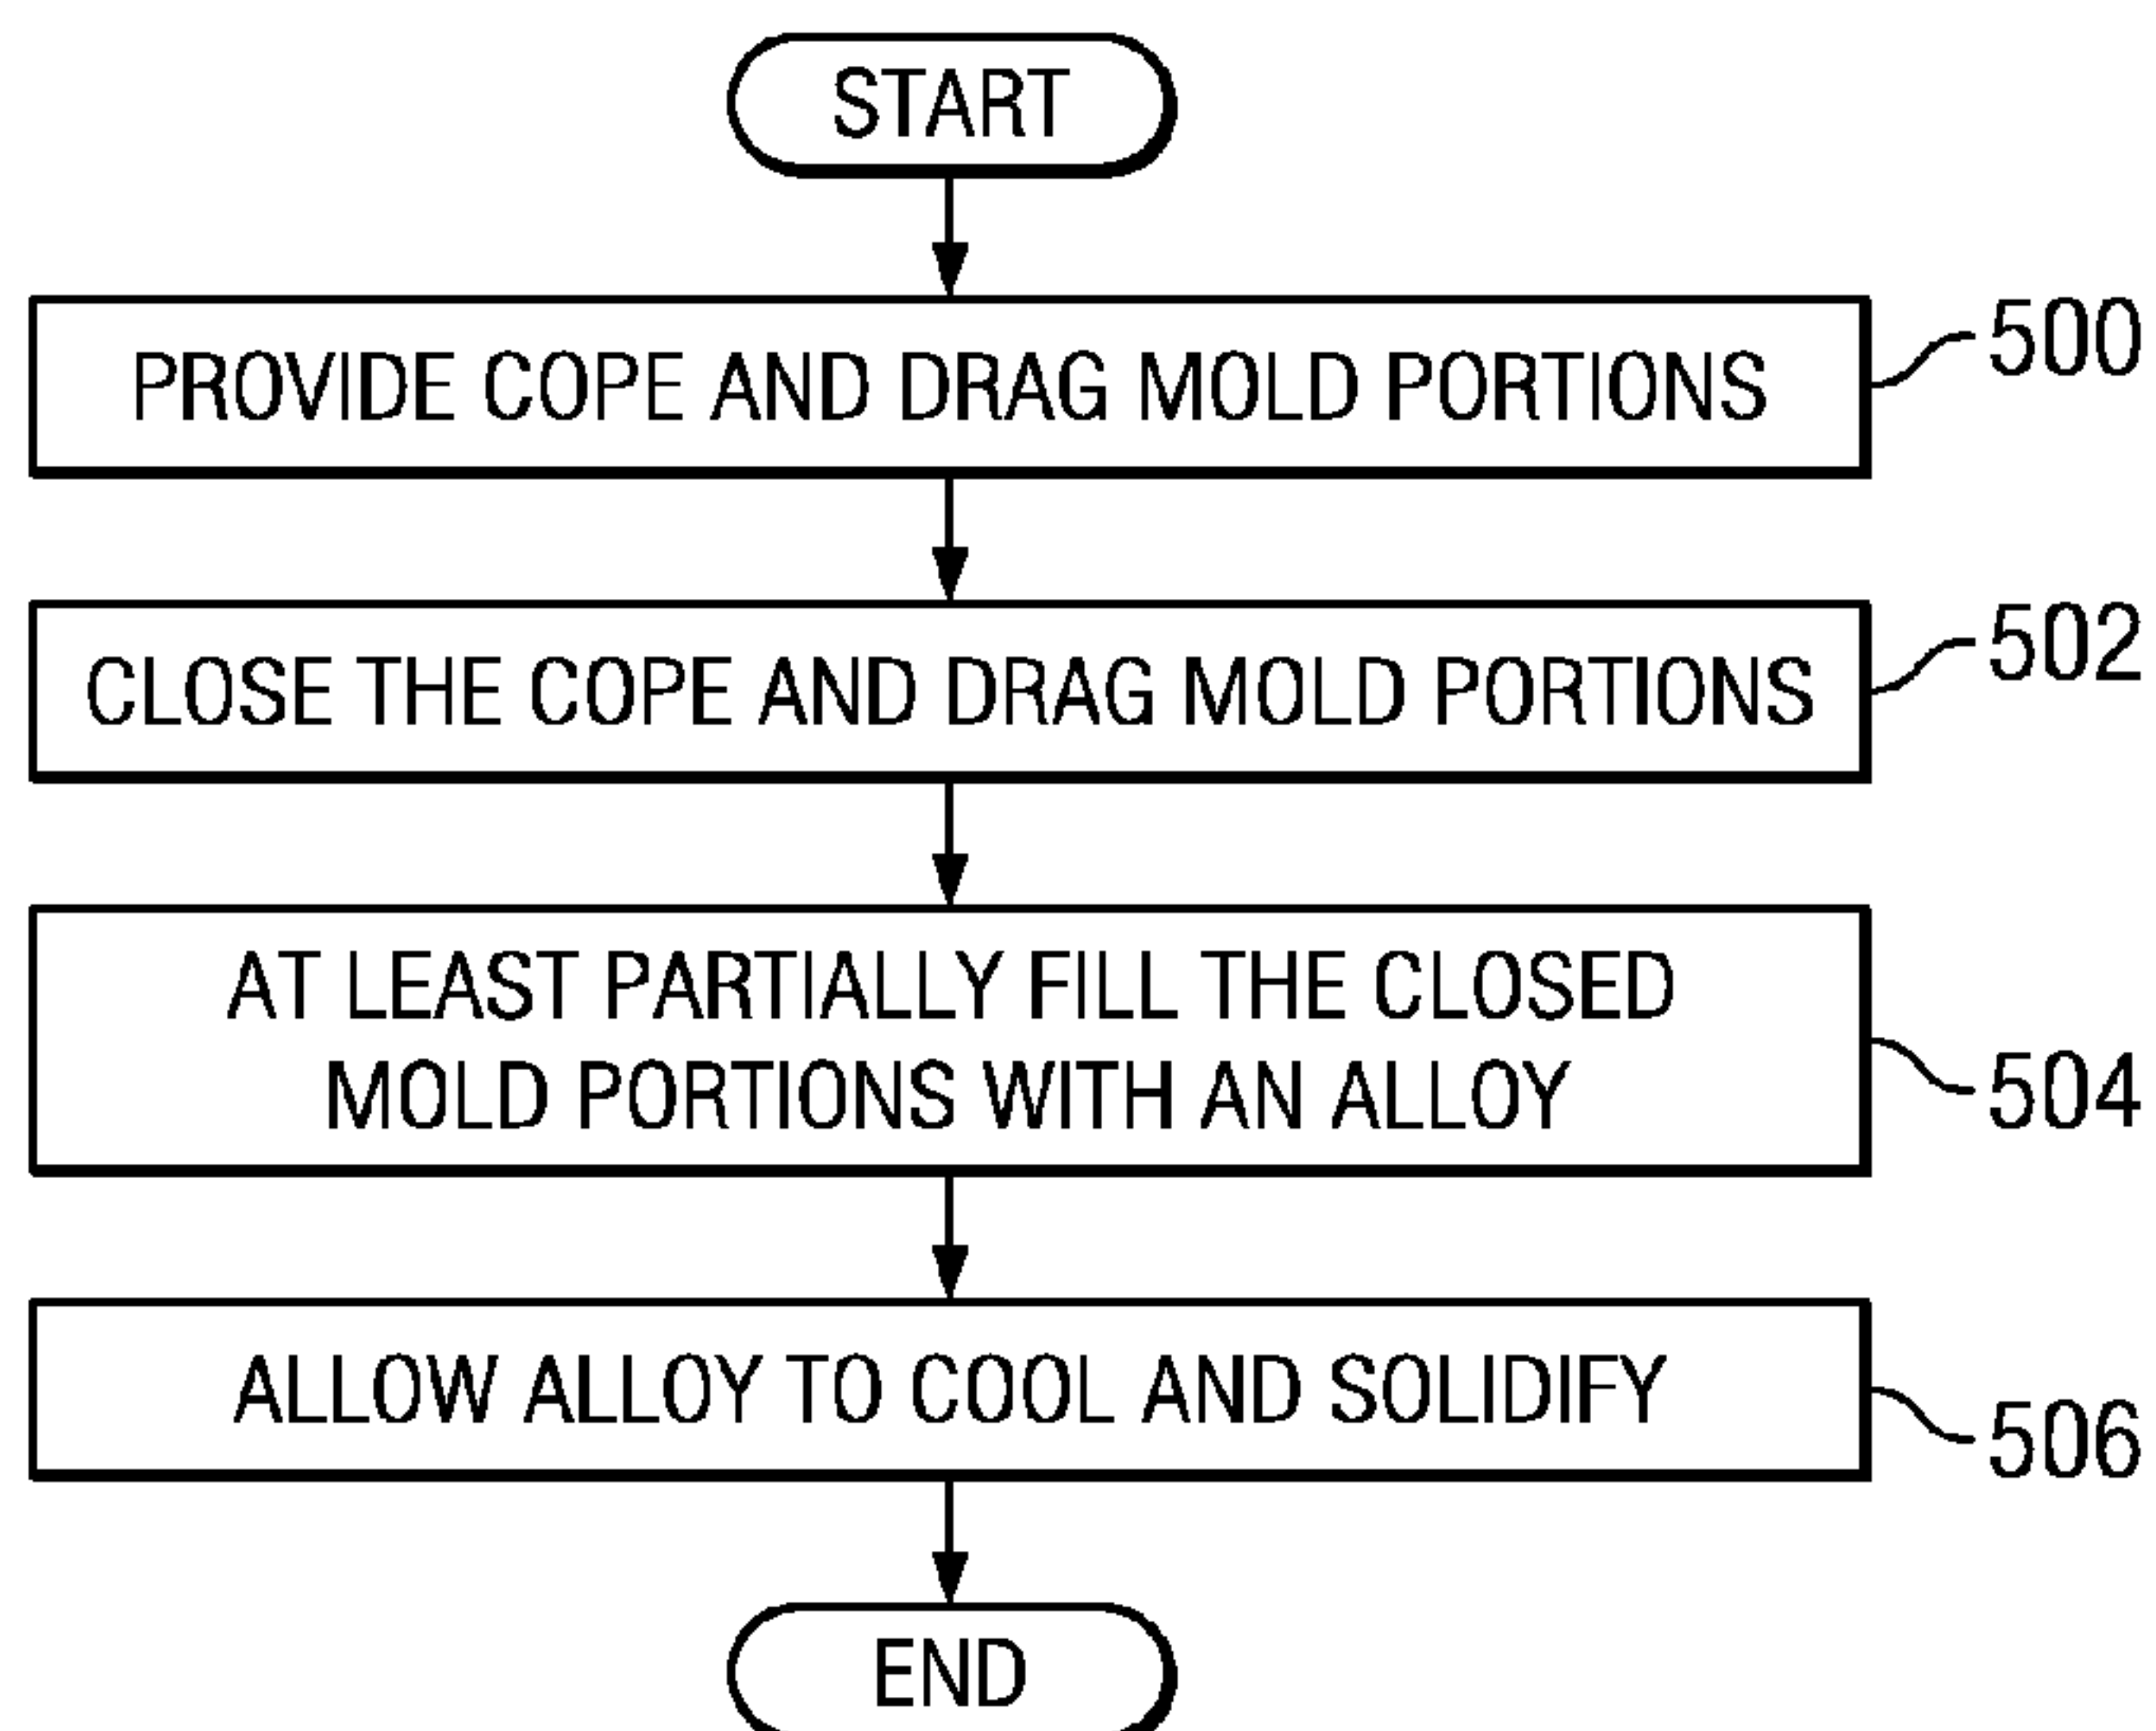 START
PROVIDE COPE AND DRAG MOLD PORTIONS
500
CLOSE THE COPE AND DRAG MOLD PORTIONS
502
AT LEAST PARTIALLY FILL THE CLOSED
MOLD PORTIONS WITH AN ALLOY
504
ALLOW ALLOY TO COOL AND SOLIDIFY
506
END